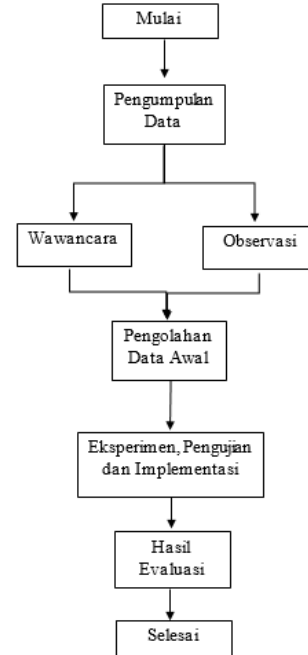 Mulai
Pengumpulan
Data
Wawancara
Observasi
Pengolahan
Data Awal
Eksperimen, Pengujian
dan Implementasi
Hasil
Evaluasi
Selesai